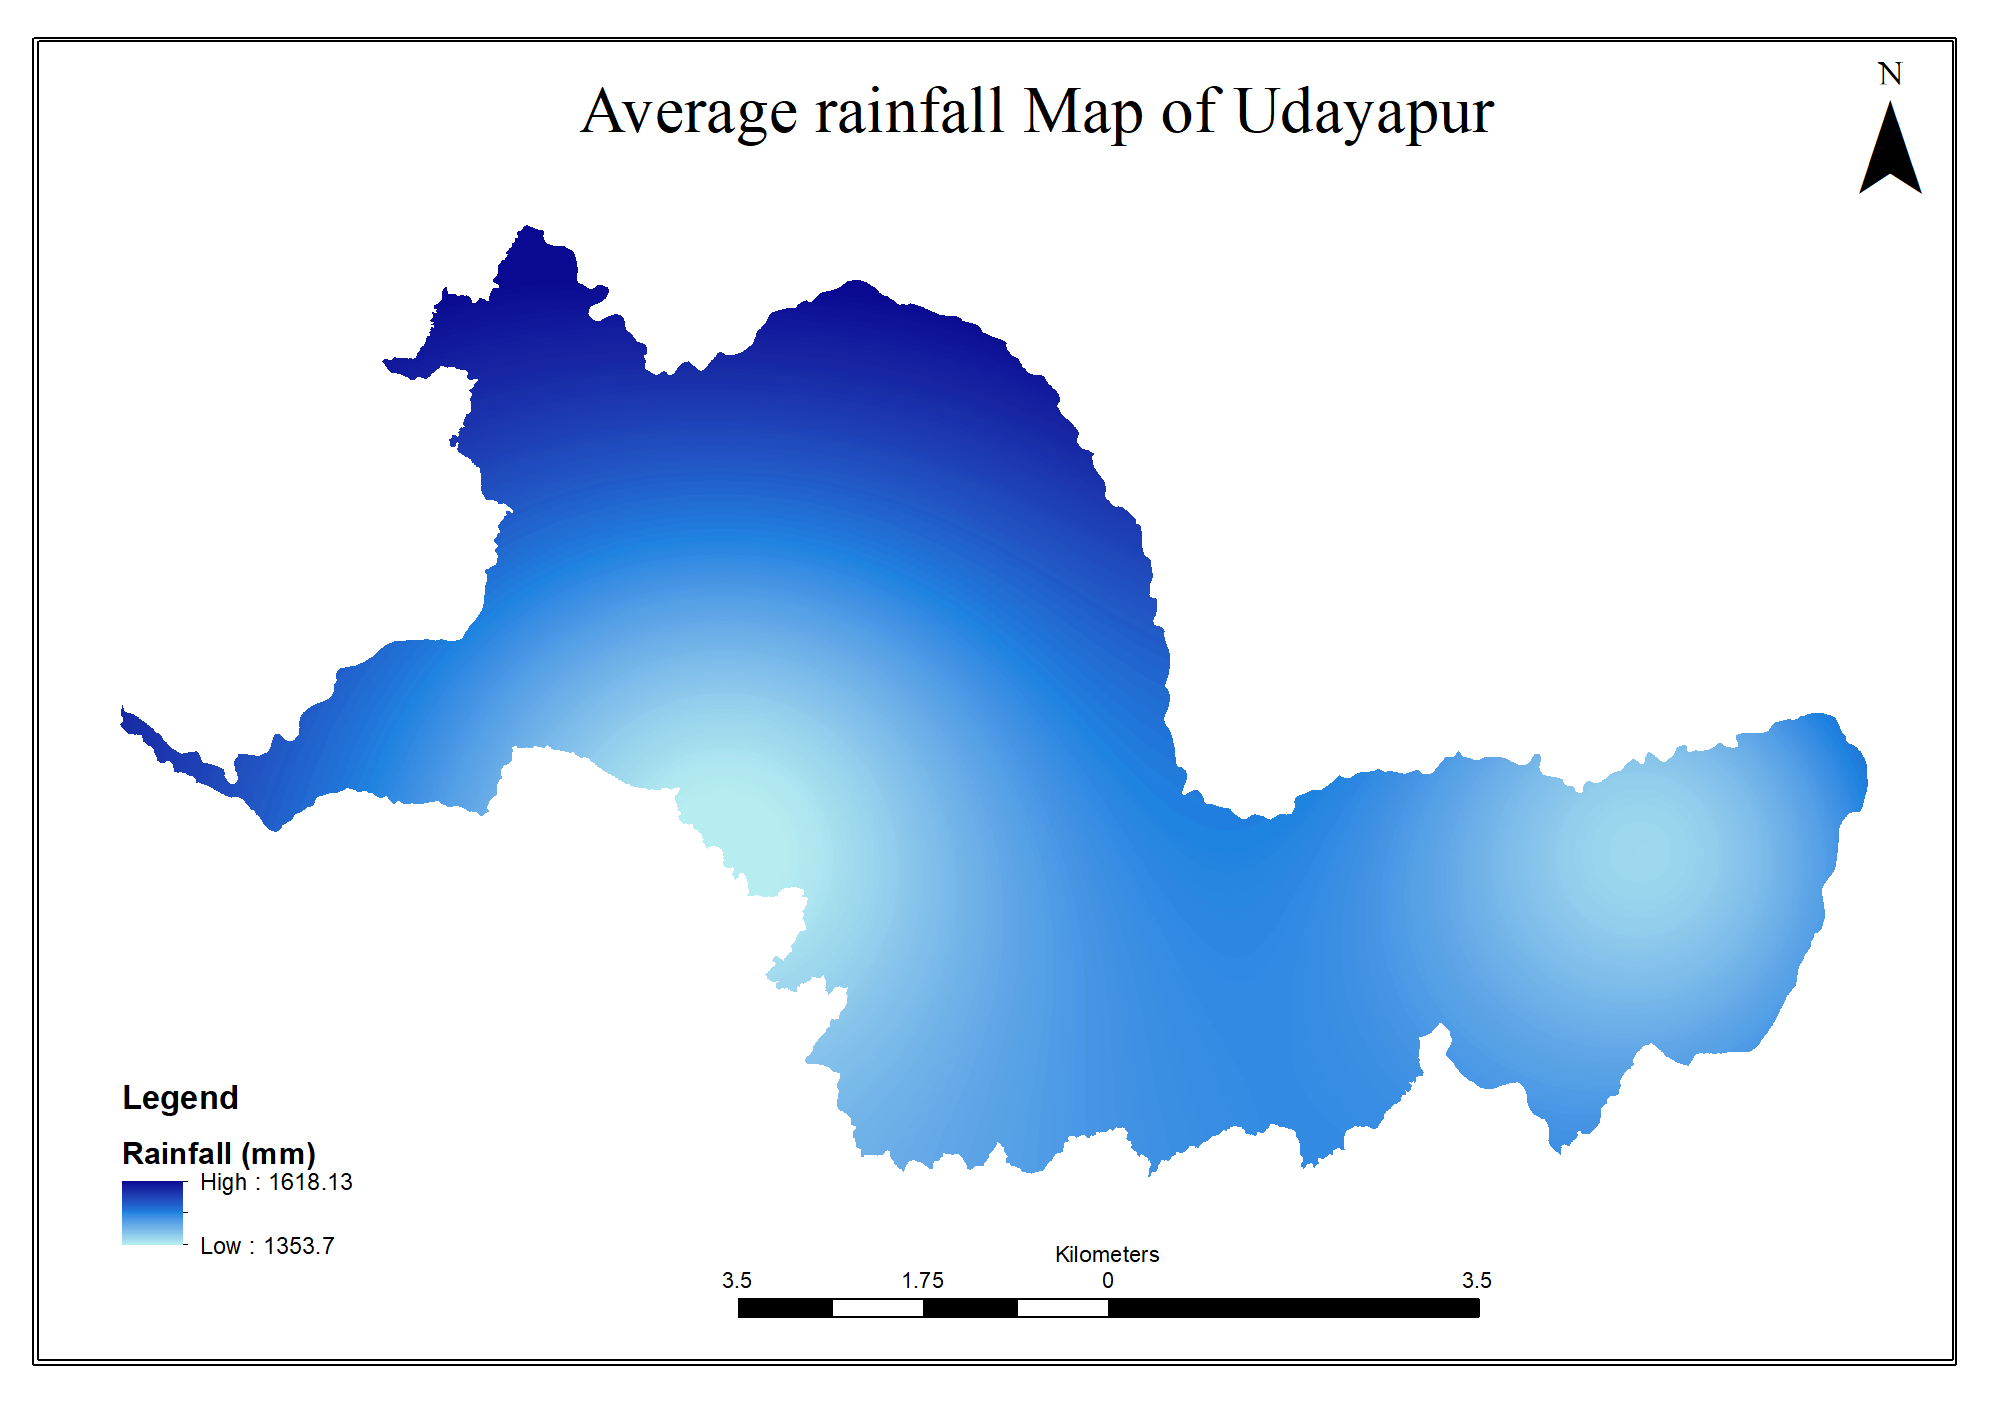 Average rainfall Map of Udayapur
N
Legend
Rainfall (mm)
High : 1618.13
Low : 1353.7
Kilometers
3.5 1.75 0 3.5